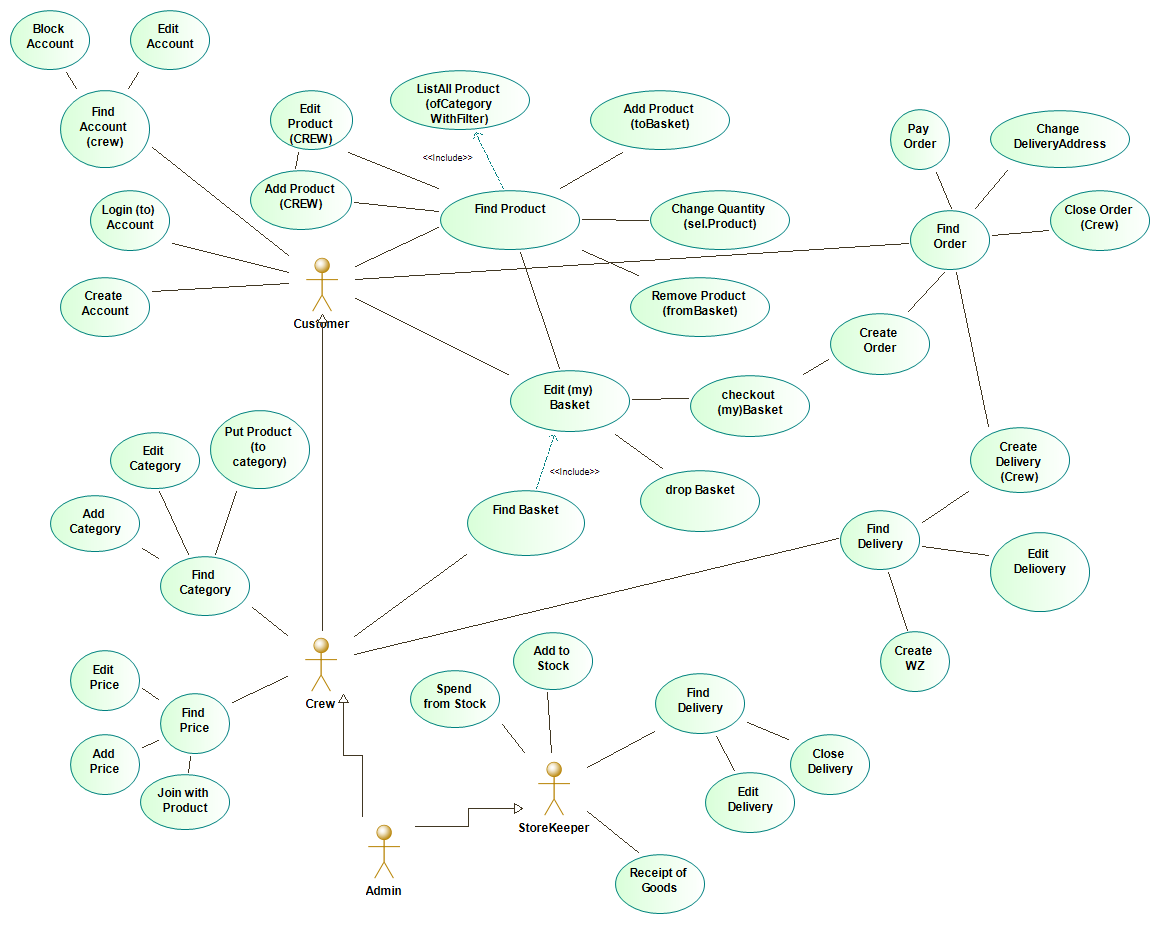 Block
Account
Edit
Account
Find
Account
(crew)
Login (to)
Account
Create
Account
Edit
Product
(CREW)
Add Product
(CREW)
ListAll Product
(ofCategory
WithFilter)
<<Include>>
Add Product
(toBasket)
Find Product
Change Quantity
(sel.Product)
Remove Product
(fromBasket)
Pay
Order
Change
DeliveryAddress
Find
Order
Close Order
(Crew)
Create
Order
Customer
Edit (my)
Basket
checkout
(my)Basket
<<Include>>
Find Basket
drop Basket
Create
Delivery
(Crew)
Find
Delivery
Edit
Deliovery
Create
WZ
Put Product
(to
category)
Edit
Category
Add
Category
Find
Category
Crew
Edit
Price
Find
Price
Add
Price
Join with
Product
Add to
Stock
Spend
from Stock
Find
Delivery
Close
Delivery
Edit
Delivery
StoreKeeper
Admin
Receipt of
Goods